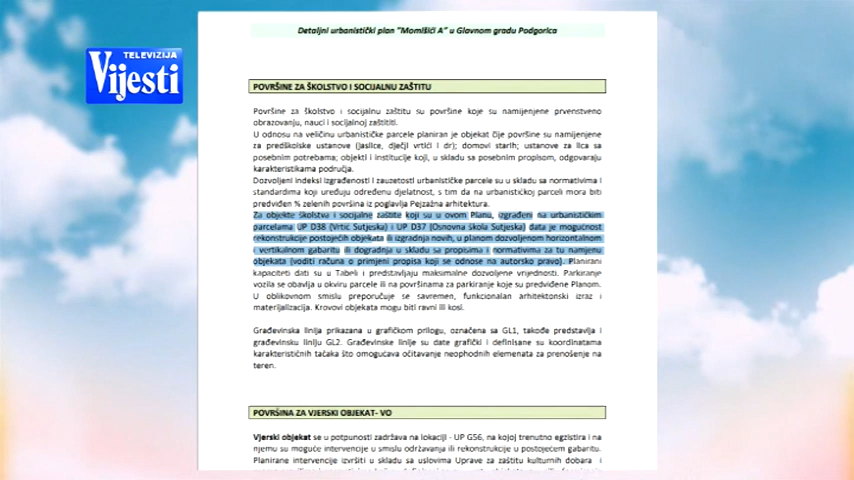 Detaljni urbanistički plan "Momišići A" u Glavnom gradu Podgorica
TELEVIZIJA
Vijesti
POVRŠINE ZA ŠKOLSTVO I SOCIJALNU ZAŠTITU
Površine za školstvo i socijalnu zaštitu su površine koje su namijenjene prvenstveno
obrazovanju, nauci i socijalnoj zaštiti.
U odnosu na veličinu urbanističke parcele planiran je objekat čije površine su namijenjene
za predškolske ustanove (jaslice, dječji vrtići i dr); domovi starih; ustanove za lica sa
posebnim potrebama; objekti i institucije koji, u skladu sa posebnim propisom, odgovaraju
karakteristikama područja.
Dozvoljeni indeksi izgrađenosti i zauzetosti urbanističke parcele su u skladu sa normativima i
standardima koji uređuju određenu djelatnost, s tim da na urbanističkoj parceli mora biti
predviđen % zelenih površina iz poglavlja Pejzažna arhitektura.
Za objekte školstva i socijalne zaštite koji su u ovom Planu, izgrađeni na urbanističkim
parcelama UP D38 (Vrtić Sutjeska) i UP D37 (Osnovna škola Sutjeska) data je mogućnost
rekonstrukcije postojećih objekata ili izgradnja novih, u planom dozvoljenom horizontalnom
i vertikalnom gabaritu ili dogradnja u skladu sa propisima i normativima za tu namjenu
objekata (voditi računa o primjeni propisa koji se odnose na autorsko pravo). Planirani
kapaciteti dati su u Tabeli i predstavljaju maksimalne dozvoljene vrijednosti. Parkiranje
vozila se obavlja u okviru parcele ili na površinama za parkiranje koje su predviđene Planom.
U oblikovnom smislu preporučuje se savremen, funkcionalan arhitektonski izraz i
materijalizacija. Krovovi objekata mogu biti ravni ili kosi.
Građevinska linija prikazana u grafičkom prilogu, označena sa GL1, takođe predstavlja i
građevinsku liniju GL2. Građevinske linije su date grafički i definisane su koordinatama
karakterističnih tačaka što omogućava očitavanje neophodnih elemenata za prenošenje na
teren.
POVRŠINA ZA VJERSKI OBJEKAT- VO
Vjerski objekat se u potpunosti zadržava na lokaciji - UP G56, na kojoj trenutno egzistira i na
njemu su moguće intervencije u smislu održavanja ili rekonstrukcije u postojećem gabaritu.
Planirane intervencije izvršiti u skladu sa uslovima Uprave za zaštitu kulturnih dobara i